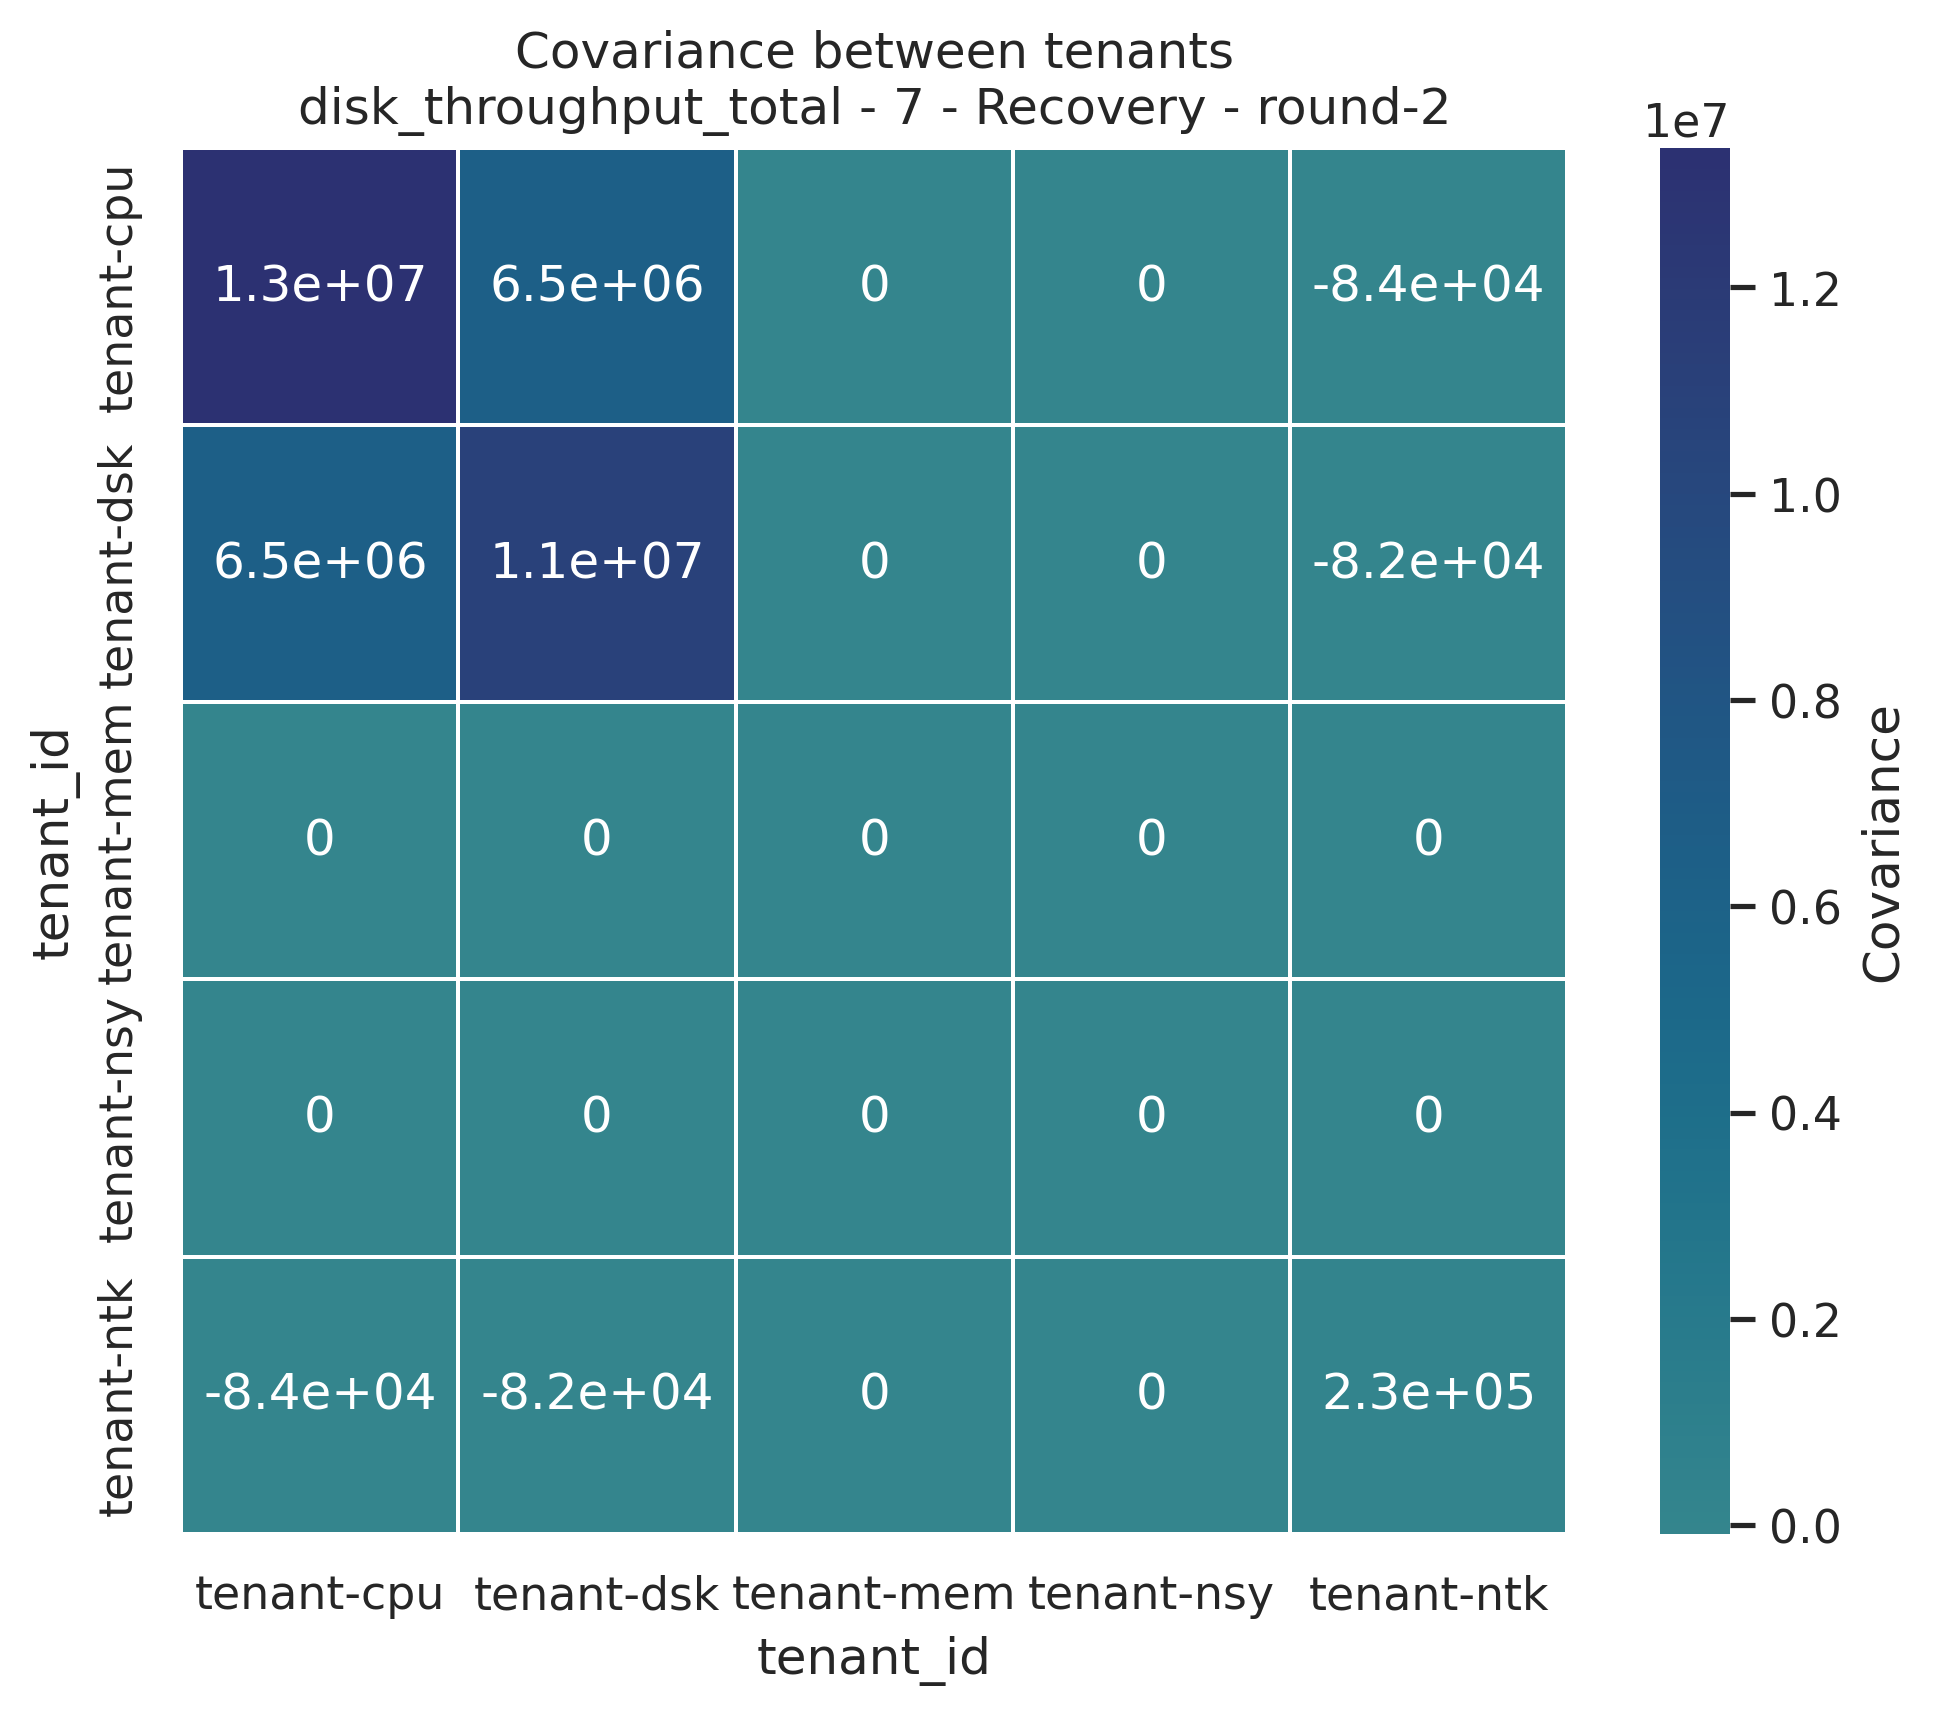 Covariance between tenants
disk_throughput_total - 7 - Recovery - round-2
1e7
tenant-cpu 1.3e+07 6.5e+06 0 0 -8.4e+04
tenant-dsk 6.5e+06 1.1e+07 0 0 -8.2e+04
tenant-mem 0 0 0 0 0
tenant-nsy 0 0 0 0 0
tenant-ntk -8.4e+04 -8.2e+04 0 0 2.3e+05
tenant_id
tenant-cpu tenant-dsk tenant-mem tenant-nsy tenant-ntk
tenant_id
1.2
1.0
0.8
0.6
0.4
0.2
0.0
Covariance